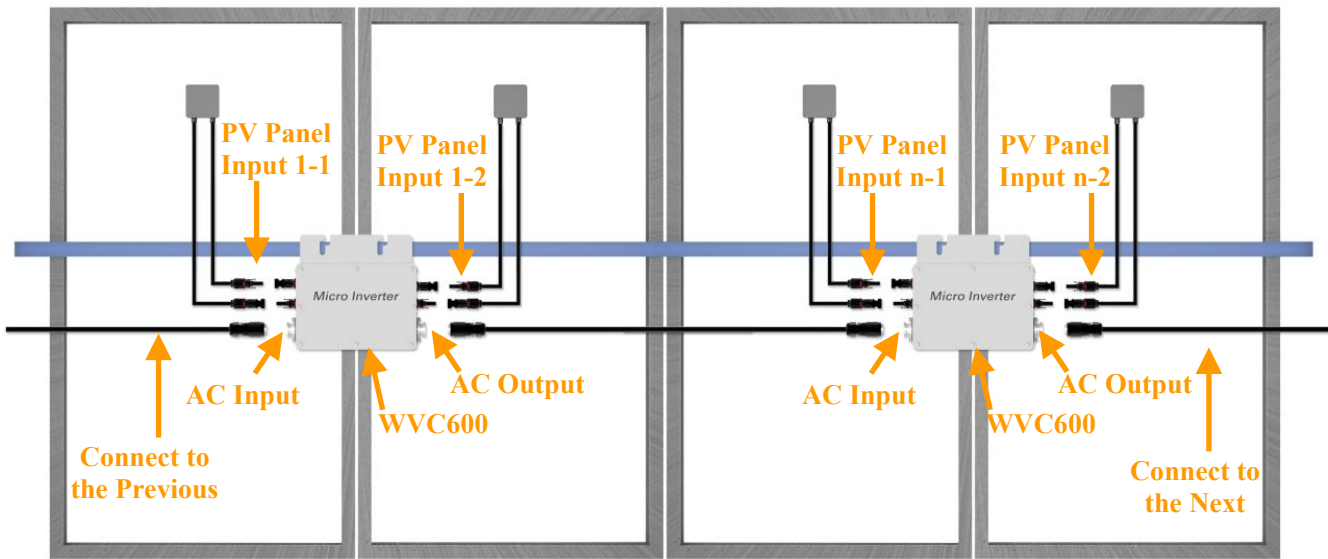 PV Panel
Input 1-1
PV Panel
Input 1-2
PV Panel
Input n-1
PV Panel
Input n-2
Micro Inverter
Micro Inverter
AC Input
AC Output
WVC600
AC Input
AC Output
WVC600
Connect to
the Previous
Connect to
the Next